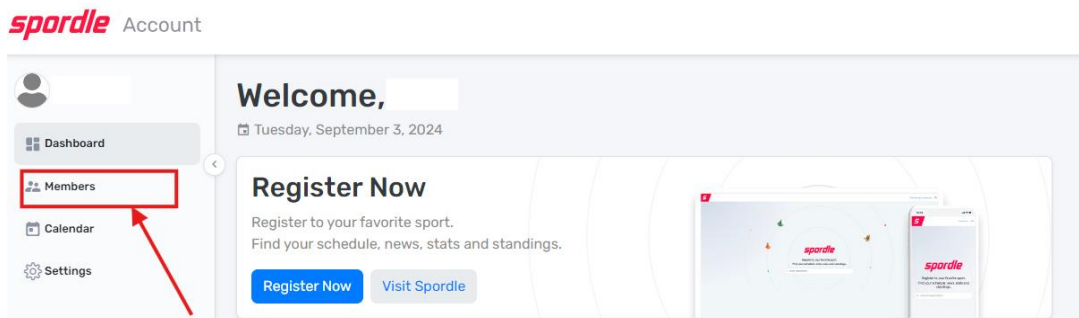 spordle Account
Welcome,
Tuesday, September 3, 2024
Dashboard
Members
Calendar
Settings
Register Now
Register to your favorite sport.
Find your schedule, news, stats and standings.
Register Now Visit Spordle
spordle
spordle